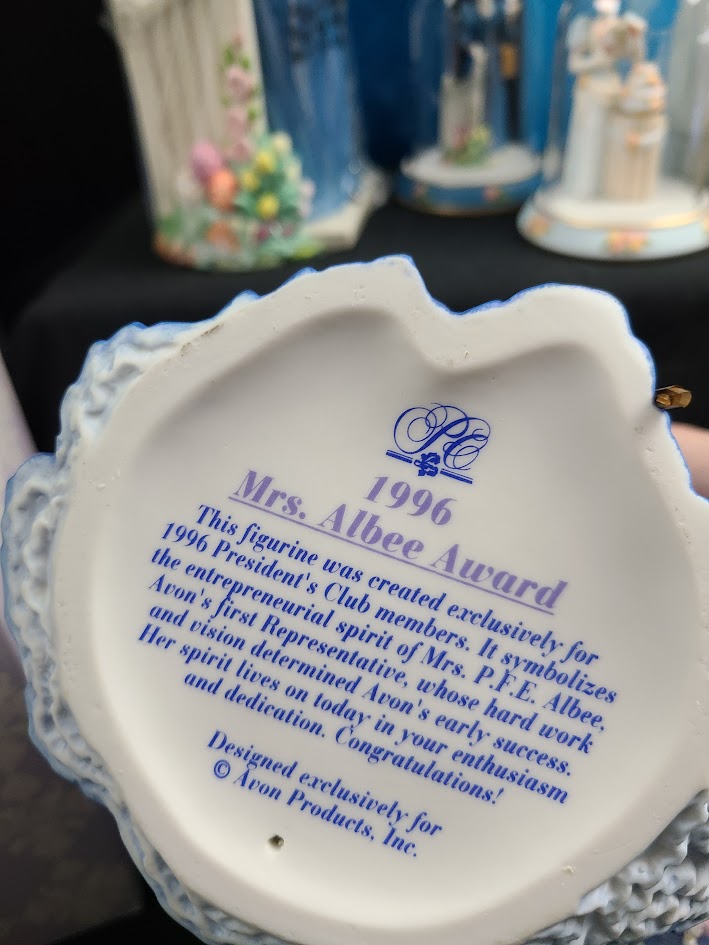 PC
1996
Mrs. Albee Award
This figurine was created exclusively for
1996 President's Club members. It symbolizes
the entrepreneurial spirit of Mrs. P.F.E. Albee,
Avon's first Representative, whose hard work
and vision determined Avon's early success.
Her spirit lives on today in your enthusiasm
and dedication. Congratulations!
Designed exclusively for
© Avon Products, Inc.